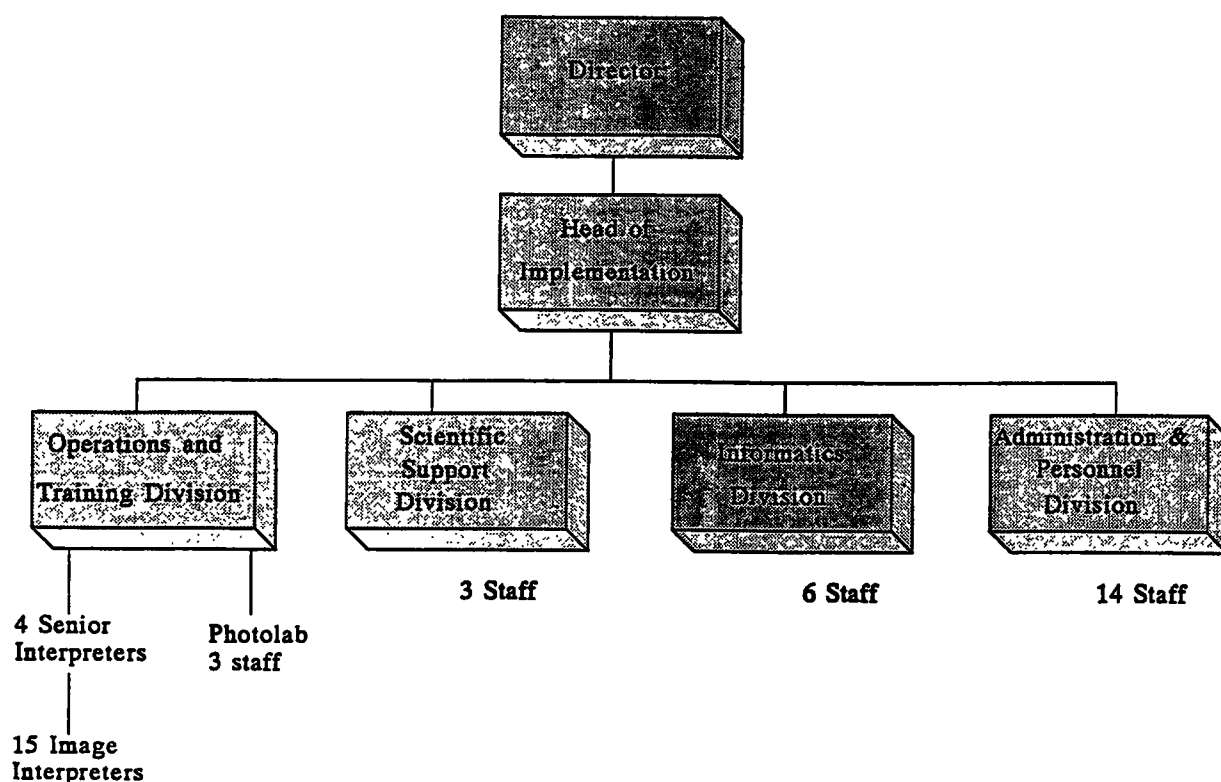 Director
Head of
Implementation
Operations and
Training Division
Scientific
Support
Division
Informatics
Division
Administration &
Personnel
Division
3 Staff
6 Staff
14 Staff
4 Senior
Interpreters
Photolab
3 staff
15 Image
Interpreters